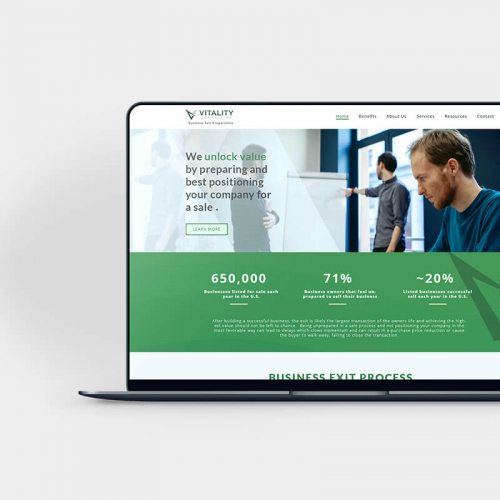 VITALITY
Business Exit Preparation
Home Benefits About Us Services Resources Contact
We unlock value
by preparing and
best positioning
your company for
a sale .
LEARN MORE
650,000
Businesses listed for sale each
year in the U.S.
71%
Business owners that feel un-
prepared to sell their business
~20%
Listed businesses successful
sell each year in the U.S.
After building a successful business, the exit is likely the largest transaction of the owners life and achieving the high-
est value should not be left to chance. Being unprepared in a sale process and not positioning your company in the
most favorable way can lead to delays which slows momentum and can result in a purchase price reduction or cause
the buyer to walk away, failing to close the transaction.
BUSINESS EXIT PROCESS